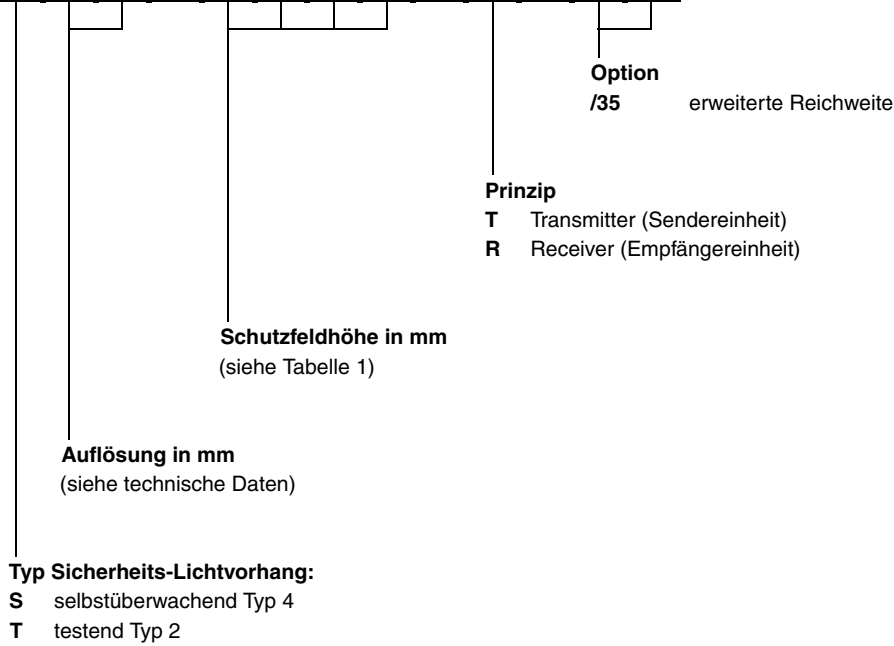 Option
/35 erweiterte Reichweite
Prinzip
T Transmitter (Sendereinheit)
R Receiver (Empfängereinheit)
Schutzfeldhöhe in mm
(siehe Tabelle 1)
Auflösung in mm
(siehe technische Daten)
Typ Sicherheits-Lichtvorhang:
S selbstüberwachend Typ 4
T testend Typ 2